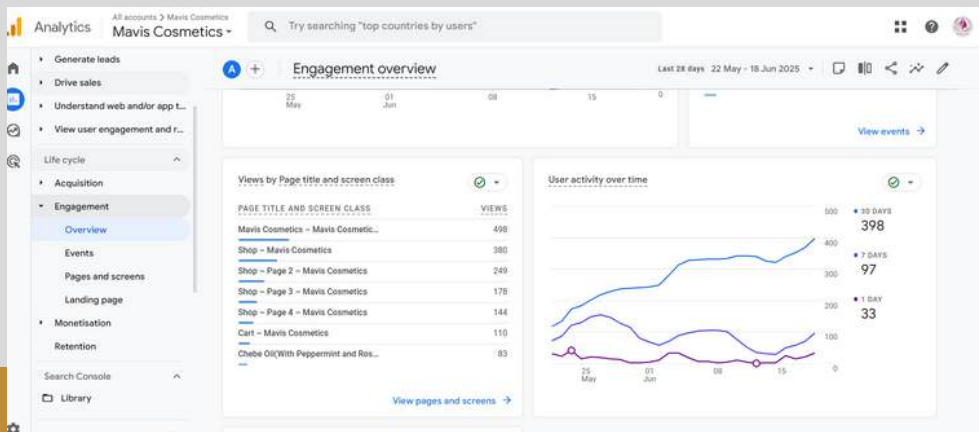 Analytics
All accounts > Mavis Cosmetics
Mavis Cosmetics
Try searching "top countries by users"
Generate leads
Drive sales
Understand web and/or app t...
View user engagement and r...
Life cycle
Acquisition
Engagement
Overview
Events
Pages and screens
Landing page
Monetisation
Retention
Search Console
Library
A
Engagement overview
Last 28 days 22 May - 18 Jun 2025
25 May
01 Jun
08
15
0
View events
Views by Page title and screen class
PAGE TITLE AND SCREEN CLASS VIEWS
Mavis Cosmetics – Mavis Cosmetic... 498
Shop – Mavis Cosmetics 380
Shop – Page 2 – Mavis Cosmetics 249
Shop – Page 3 – Mavis Cosmetics 178
Shop – Page 4 – Mavis Cosmetics 144
Cart – Mavis Cosmetics 110
Chebe Oil(With Peppermint and Ros... 83
View pages and screens
User activity over time
500
400
300
200
100
0
25 May
01 Jun
08
15
30 DAYS
398
7 DAYS
97
1 DAY
33